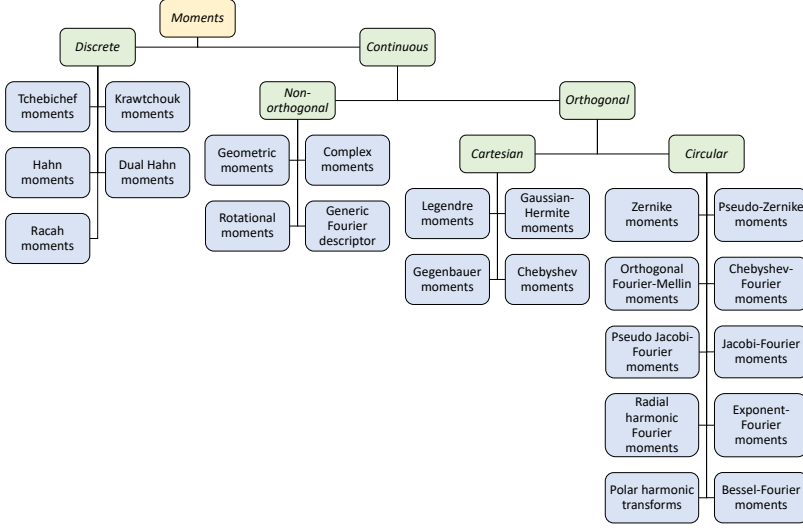 Moments
Discrete
Continuous
Tchebichef
moments
Krawtchouk
moments
Hahn
moments
Dual Hahn
moments
Racah
moments
Non-
orthogonal
Orthogonal
Geometric
moments
Complex
moments
Rotational
moments
Generic
Fourier
descriptor
Cartesian
Circular
Legendre
moments
Gaussian-
Hermite
moments
Gegenbauer
moments
Chebyshev
moments
Zernike
moments
Pseudo-Zernike
moments
Orthogonal
Fourier-Mellin
moments
Chebyshev-
Fourier
moments
Pseudo Jacobi-
Fourier
moments
Jacobi-Fourier
moments
Radial
harmonic
Fourier
moments
Exponent-
Fourier
moments
Polar harmonic
transforms
Bessel-Fourier
moments